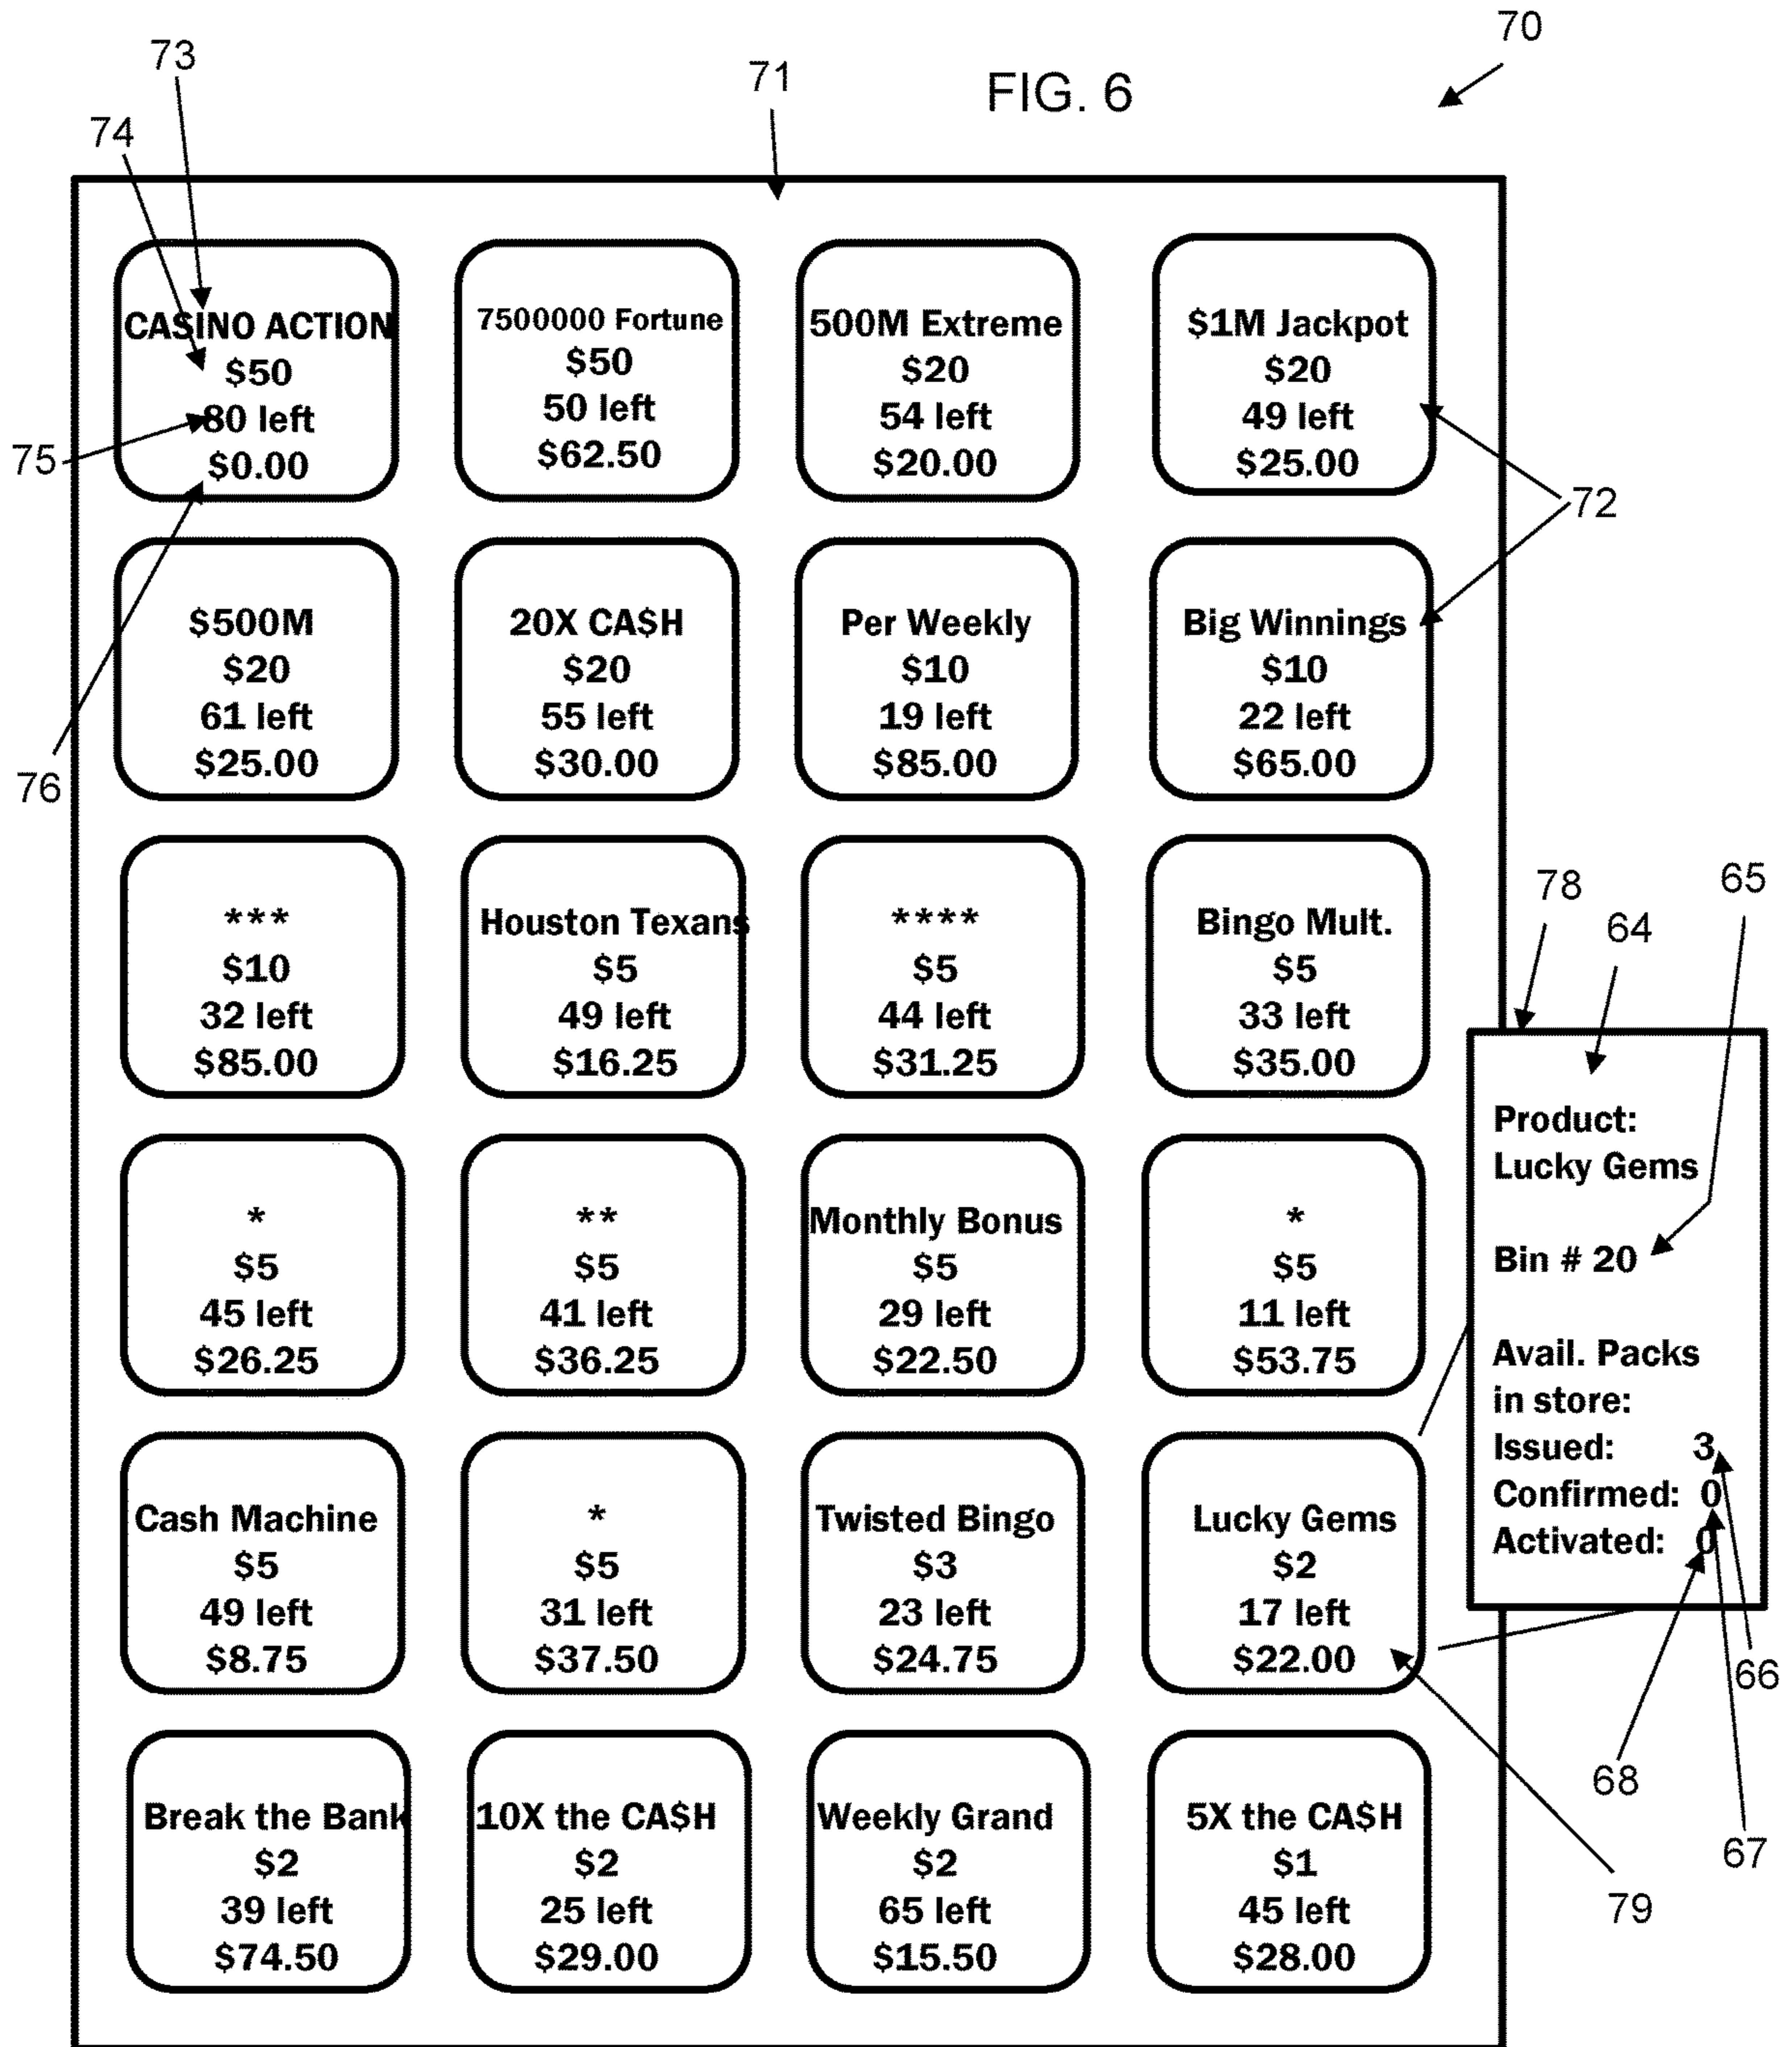 70
73
71
FIG. 6
74
CASINO ACTION
$50
80 left
$0.00
7500000 Fortune
$50
50 left
$62.50
500M Extreme
$20
54 left
$20.00
$1M Jackpot
$20
49 left
$25.00
75
72
$500M
$20
61 left
$25.00
20X CA$H
$20
55 left
$30.00
Per Weekly
$10
19 left
$85.00
Big Winnings
$10
22 left
$65.00
76
***
$10
32 left
$85.00
Houston Texans
$5
49 left
$16.25
****
$5
44 left
$31.25
Bingo Mult.
$5
33 left
$35.00
78
65
64
Product:
Lucky Gems
Bin # 20
Avail. Packs
in store:
Issued: 3
Confirmed: 0
Activated: 0
*
$5
45 left
$26.25
**
$5
41 left
$36.25
Monthly Bonus
$5
29 left
$22.50
*
$5
11 left
$53.75
Cash Machine
$5
49 left
$8.75
*
$5
31 left
$37.50
Twisted Bingo
$3
23 left
$24.75
Lucky Gems
$2
17 left
$22.00
66
68
67
79
Break the Bank
$2
39 left
$74.50
10X the CA$H
$2
25 left
$29.00
Weekly Grand
$2
65 left
$15.50
5X the CA$H
$1
45 left
$28.00